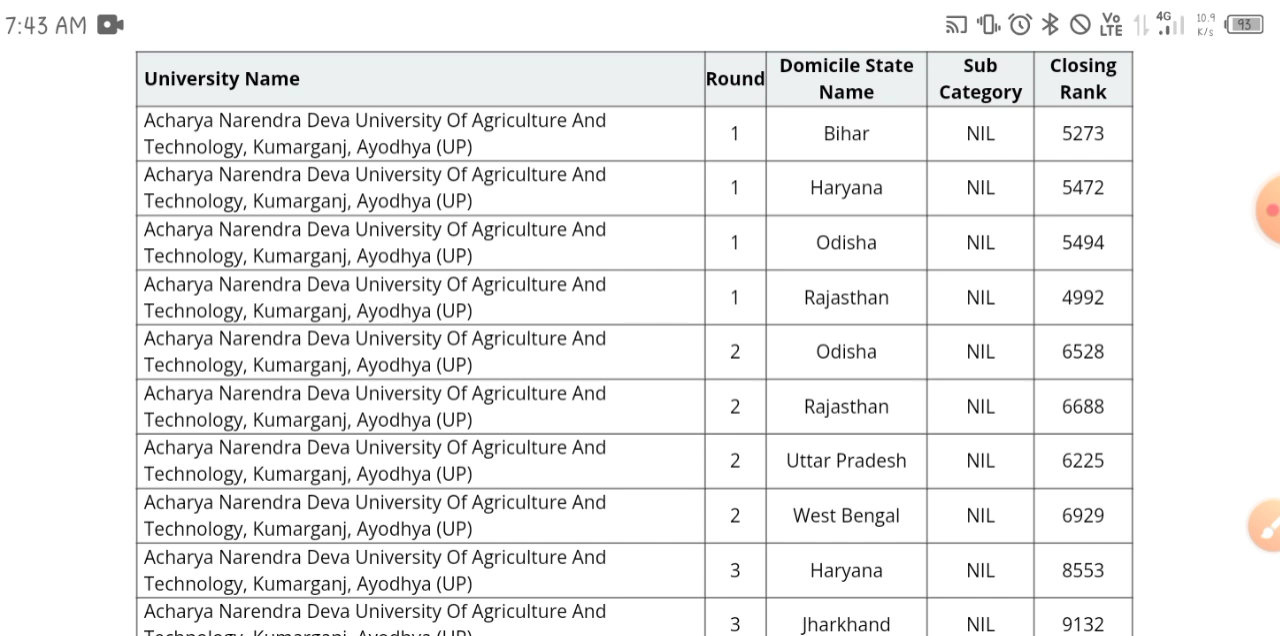 7:43 AM
Vo LTE 4G 10.9 K/s 93
University Name Round Domicile State Name Sub Category Closing Rank
Acharya Narendra Deva University Of Agriculture And
Technology, Kumarganj, Ayodhya (UP) 1 Bihar NIL 5273
Acharya Narendra Deva University Of Agriculture And
Technology, Kumarganj, Ayodhya (UP) 1 Haryana NIL 5472
Acharya Narendra Deva University Of Agriculture And
Technology, Kumarganj, Ayodhya (UP) 1 Odisha NIL 5494
Acharya Narendra Deva University Of Agriculture And
Technology, Kumarganj, Ayodhya (UP) 1 Rajasthan NIL 4992
Acharya Narendra Deva University Of Agriculture And
Technology, Kumarganj, Ayodhya (UP) 2 Odisha NIL 6528
Acharya Narendra Deva University Of Agriculture And
Technology, Kumarganj, Ayodhya (UP) 2 Rajasthan NIL 6688
Acharya Narendra Deva University Of Agriculture And
Technology, Kumarganj, Ayodhya (UP) 2 Uttar Pradesh NIL 6225
Acharya Narendra Deva University Of Agriculture And
Technology, Kumarganj, Ayodhya (UP) 2 West Bengal NIL 6929
Acharya Narendra Deva University Of Agriculture And
Technology, Kumarganj, Ayodhya (UP) 3 Haryana NIL 8553
Acharya Narendra Deva University Of Agriculture And
Technology, Kumarganj, Ayodhya (UP) 3 Jharkhand NIL 9132